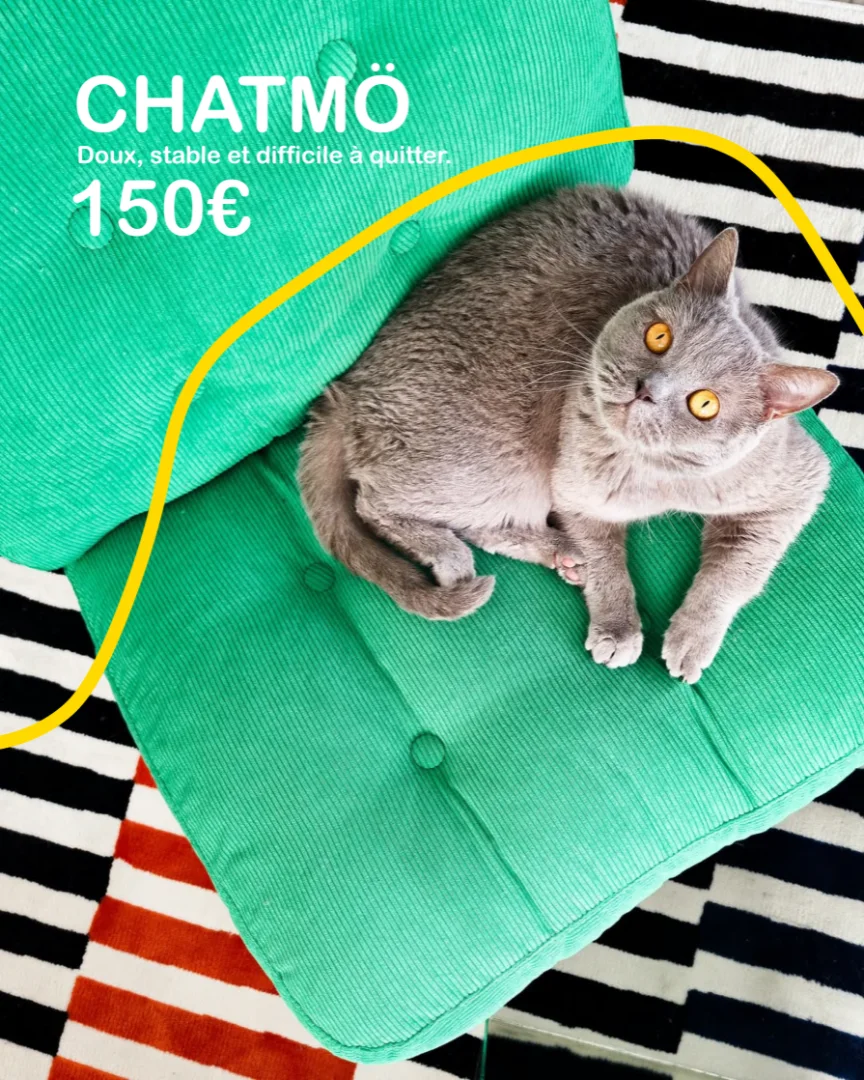 CHATMÖ
Doux, stable et difficile à quitter.
150€